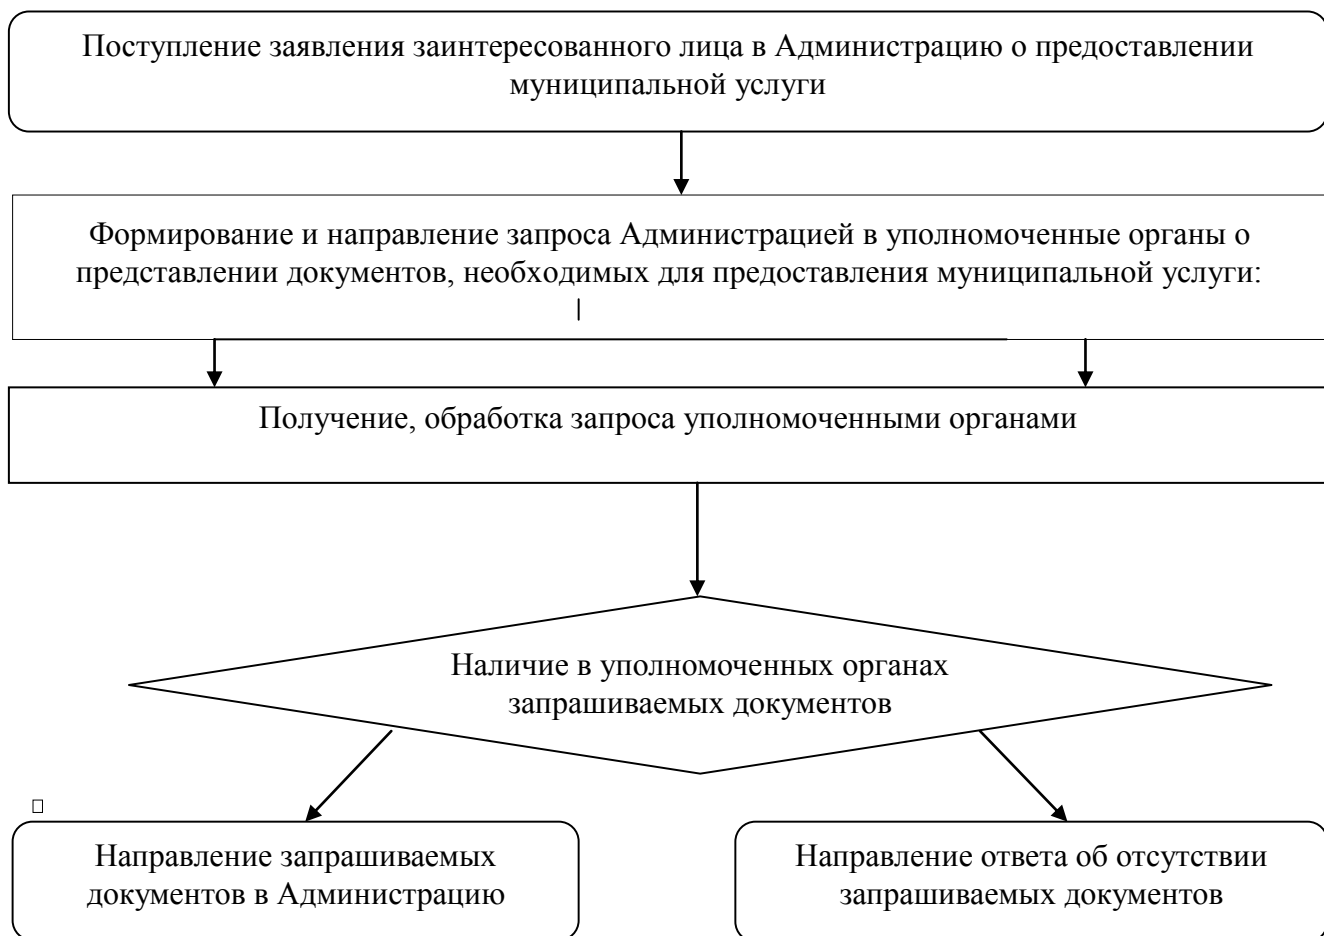 Поступление заявления заинтересованного лица в Администрацию о предоставлении
муниципальной услуги
Формирование и направление запроса Администрацией в уполномоченные органы о
представлении документов, необходимых для предоставления муниципальной услуги:
Получение, обработка запроса уполномоченными органами
Наличие в уполномоченных органах
запрашиваемых документов
Направление запрашиваемых
документов в Администрацию
Направление ответа об отсутствии
запрашиваемых документов